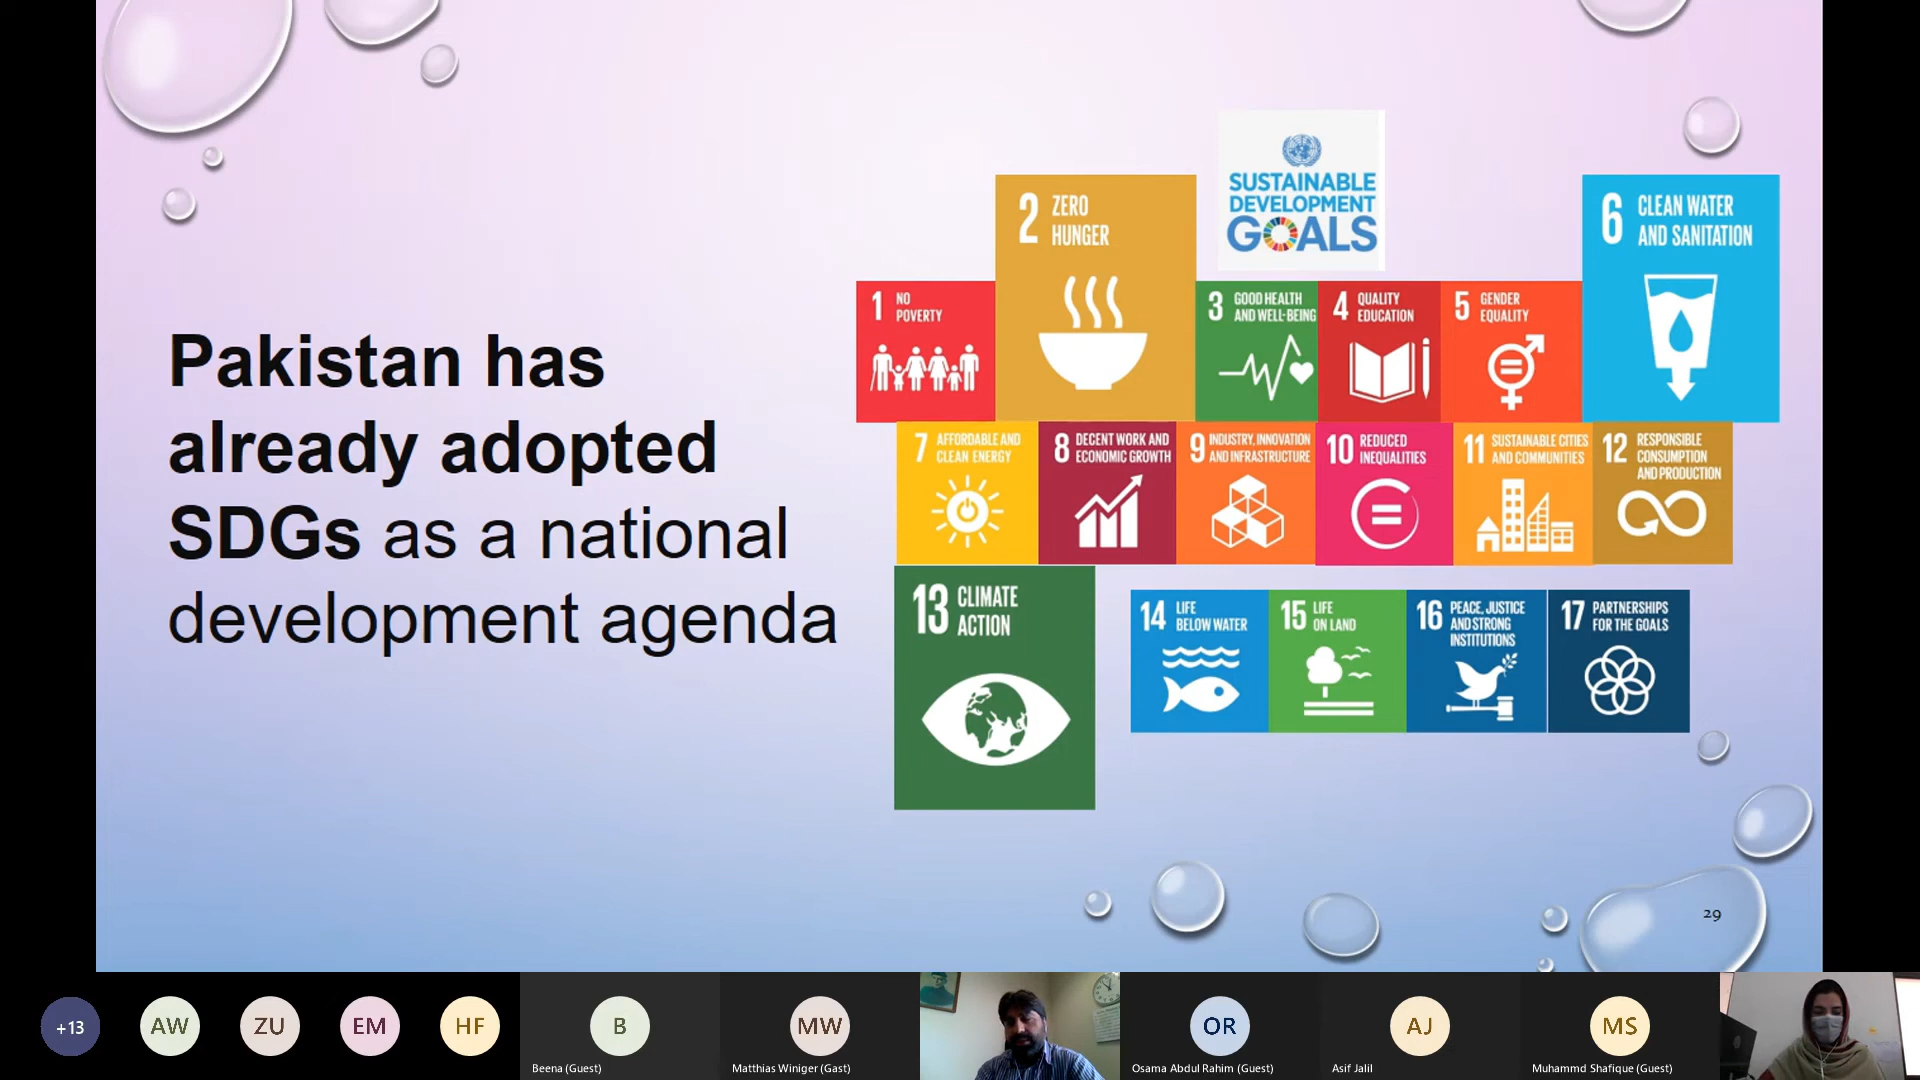 Pakistan has
already adopted
SDGs as a national
development agenda
SUSTAINABLE
DEVELOPMENT
GOALS
1 NO
POVERTY
2 ZERO
HUNGER
3 GOOD HEALTH
AND WELL-BEING
4 QUALITY
EDUCATION
5 GENDER
EQUALITY
6 CLEAN WATER
AND SANITATION
7 AFFORDABLE AND
CLEAN ENERGY
8 DECENT WORK AND
ECONOMIC GROWTH
9 INDUSTRY, INNOVATION
AND INFRASTRUCTURE
10 REDUCED
INEQUALITIES
11 SUSTAINABLE CITIES
AND COMMUNITIES
12 RESPONSIBLE
CONSUMPTION
AND PRODUCTION
13 CLIMATE
ACTION
14 LIFE
BELOW WATER
15 LIFE
ON LAND
16 PEACE, JUSTICE
AND STRONG
INSTITUTIONS
17 PARTNERSHIPS
FOR THE GOALS
29
+13
AW
ZU
EM
HF
B
Beena (Guest)
MW
Matthias Winiger (Gast)
OR
Osama Abdul Rahim (Guest)
AJ
Asif Jalil
MS
Muhammd Shafique (Guest)